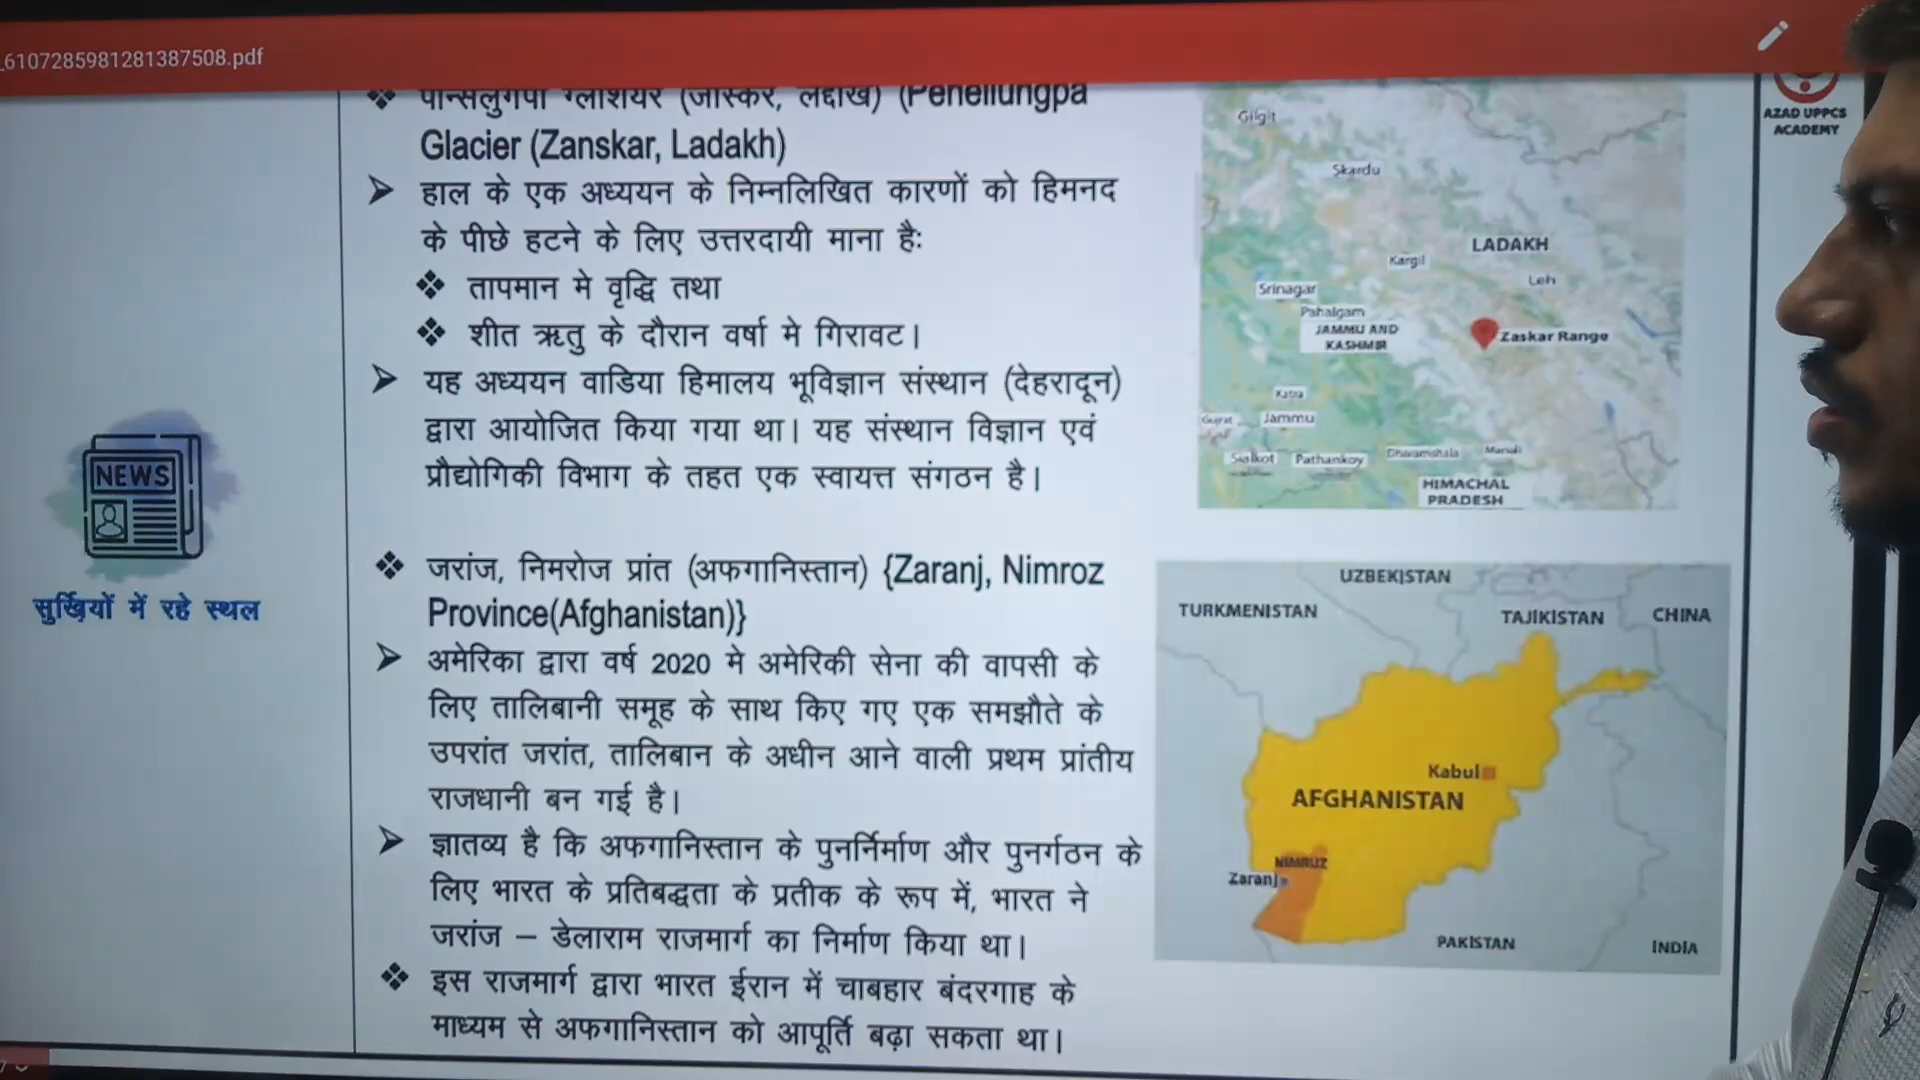 _6107285981281387508.pdf
AZAD UPPCS
ACADEMY
❖ पेन्सिलुंगपा ग्लेशियर (जांस्कर, लद्दाख) (Penellungpa
Glacier (Zanskar, Ladakh)
➤ हाल के एक अध्ययन के निम्नलिखित कारणों को हिमनद
के पीछे हटने के लिए उत्तरदायी माना है:
❖ तापमान मे वृद्धि तथा
❖ शीत ऋतु के दौरान वर्षा मे गिरावट।
➤ यह अध्ययन वाडिया हिमालय भूविज्ञान संस्थान (देहरादून)
द्वारा आयोजित किया गया था। यह संस्थान विज्ञान एवं
प्रौद्योगिकी विभाग के तहत एक स्वायत्त संगठन है।
Gilgit
Skardu
LADAKH
Kargil
Leh
Srinagar
Pahalgam
JAMMU AND
KASHMIR
Zaskar Range
Katra
Gujrat
Jammu
Sialkot
Pathankoy
Dharamshala
Manali
HIMACHAL
PRADESH
NEWS
सुर्ख़ियों में रहे स्थल
❖ जरांज, निमरोज प्रांत (अफगानिस्तान) {Zaranj, Nimroz
Province(Afghanistan)}
➤ अमेरिका द्वारा वर्ष 2020 मे अमेरिकी सेना की वापसी के
लिए तालिबानी समूह के साथ किए गए एक समझौते के
उपरांत जरांत, तालिबान के अधीन आने वाली प्रथम प्रांतीय
राजधानी बन गई है।
➤ ज्ञातव्य है कि अफगानिस्तान के पुनर्निर्माण और पुनर्गठन के
लिए भारत के प्रतिबद्धता के प्रतीक के रूप में, भारत ने
जरांज – डेलाराम राजमार्ग का निर्माण किया था।
❖ इस राजमार्ग द्वारा भारत ईरान में चाबहार बंदरगाह के
माध्यम से अफगानिस्तान को आपूर्ति बढ़ा सकता था।
UZBEKISTAN
TURKMENISTAN
TAJIKISTAN
CHINA
Kabul
AFGHANISTAN
NIMRUZ
Zaranj
PAKISTAN
INDIA